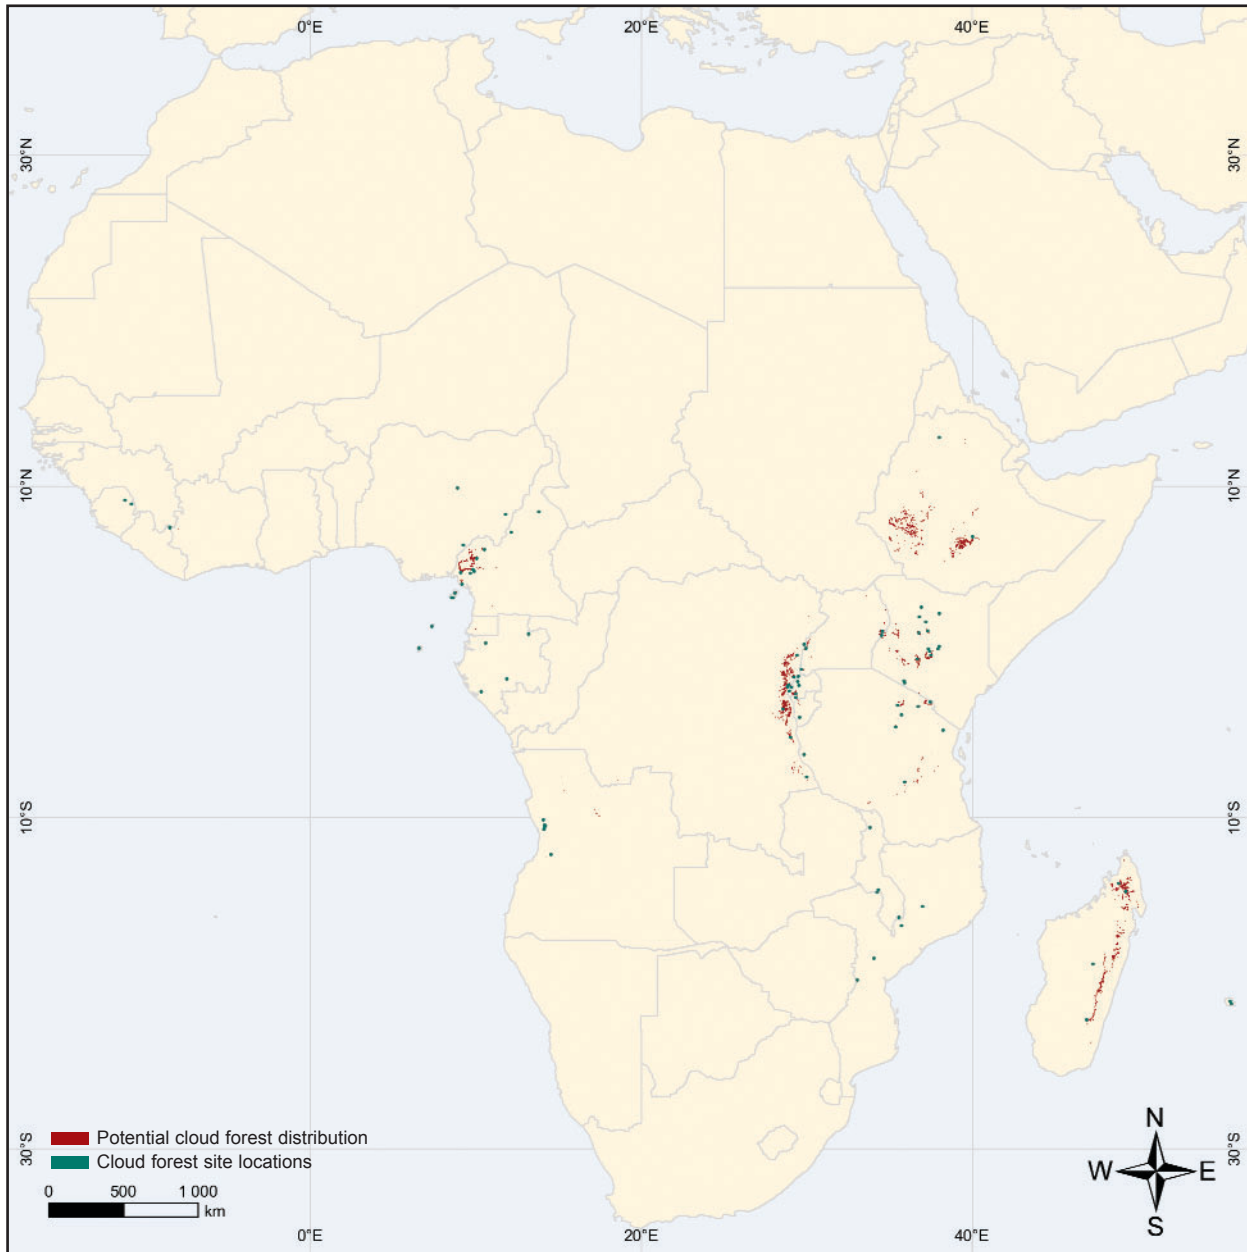 0°E 20°E 40°E
30°N 30°N
10°N 10°N
10°S 10°S
30°S 30°S
Potential cloud forest distribution
Cloud forest site locations
0 500 1 000
km
N
W E
S
0°E 20°E 40°E